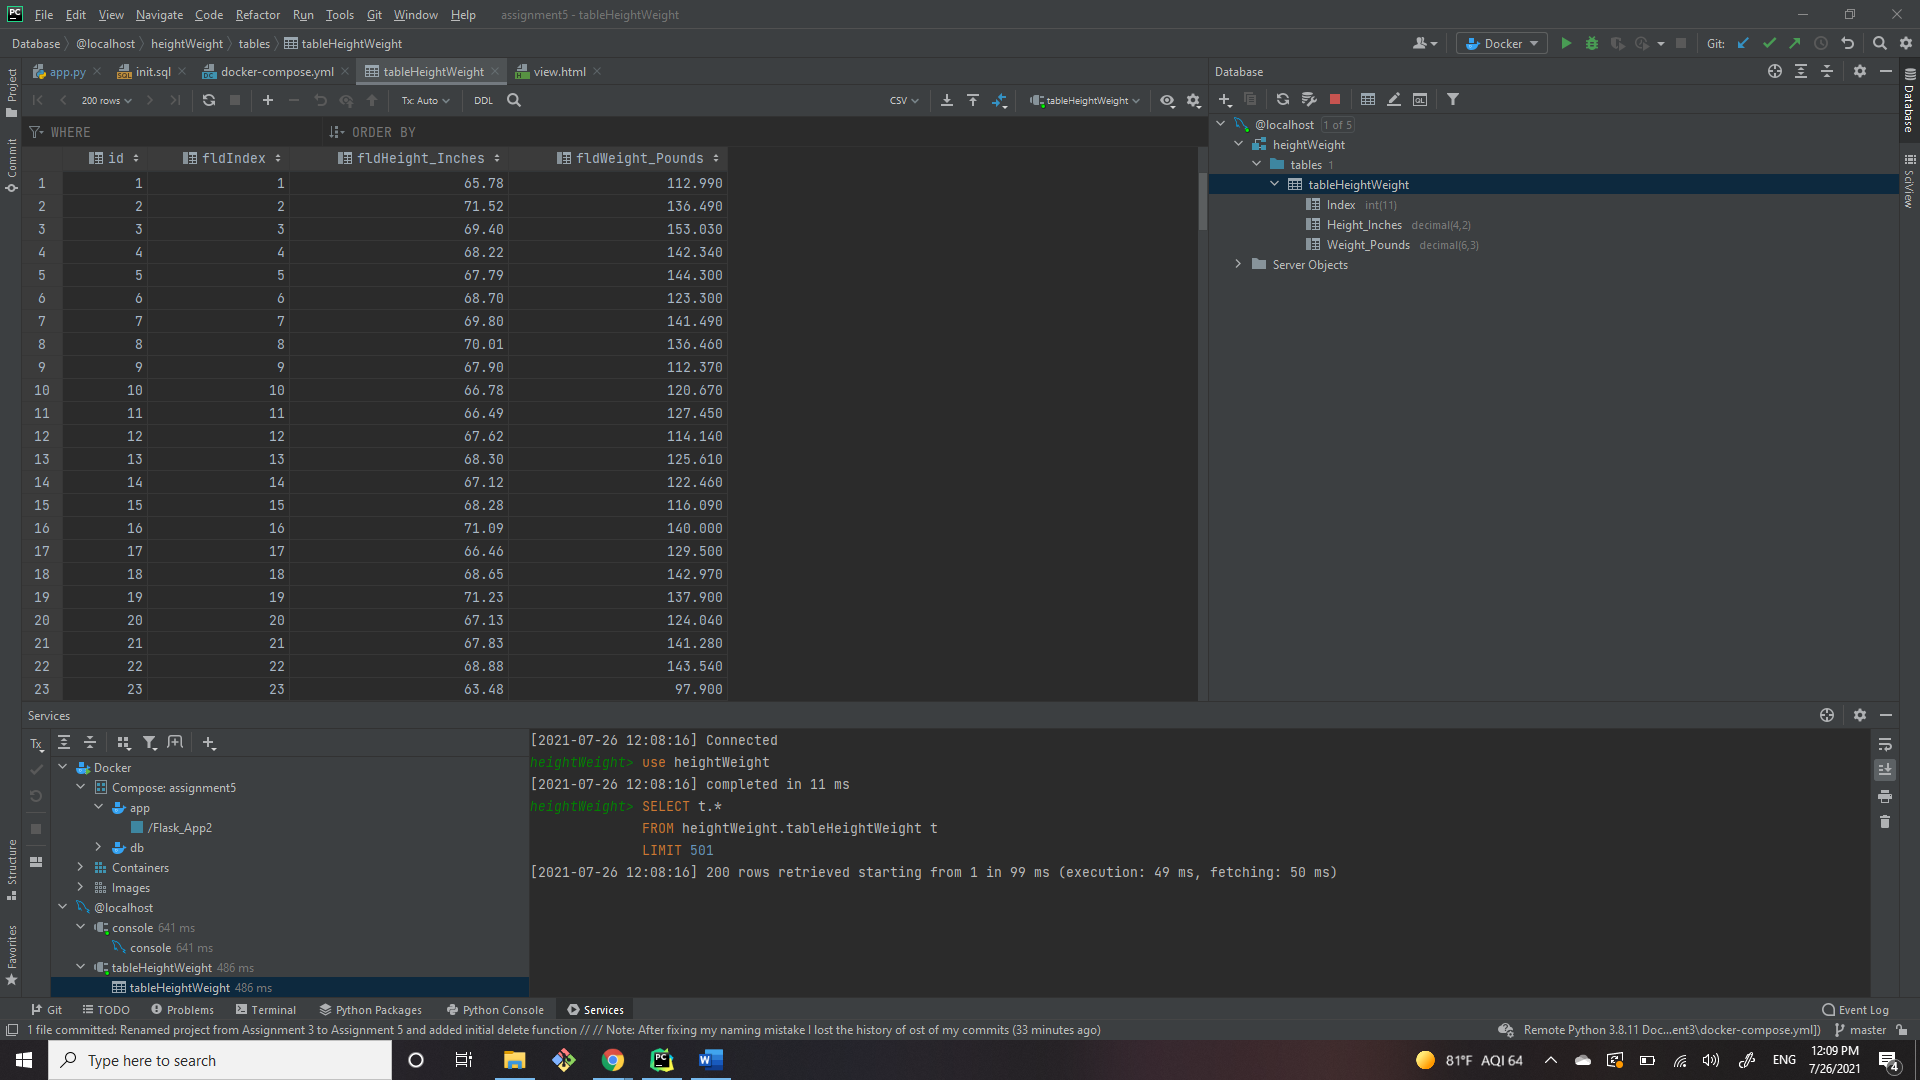 PC File Edit View Navigate Code Refactor Run Tools Git Window Help assignment5 - tableHeightWeight
Database @localhost heightWeight tables tableHeightWeight
Docker Git:
app.py init.sql docker-compose.yml tableHeightWeight view.html
200 rows Tx: Auto DDL CSV tableHeightWeight
WHERE ORDER BY
id fldIndex fldHeight_Inches fldWeight_Pounds
1 1 1 65.78 112.990
2 2 2 71.52 136.490
3 3 3 69.40 153.030
4 4 4 68.22 142.340
5 5 5 67.79 144.300
6 6 6 68.70 123.300
7 7 7 69.80 141.490
8 8 8 70.01 136.460
9 9 9 67.90 112.370
10 10 10 66.78 120.670
11 11 11 66.49 127.450
12 12 12 67.62 114.140
13 13 13 68.30 125.610
14 14 14 67.12 122.460
15 15 15 68.28 116.090
16 16 16 71.09 140.000
17 17 17 66.46 129.500
18 18 18 68.65 142.970
19 19 19 71.23 137.900
20 20 20 67.13 124.040
21 21 21 67.83 141.280
22 22 22 68.88 143.540
23 23 23 63.48 97.900
Database
@localhost 1 of 5
heightWeight
tables 1
tableHeightWeight
Index int(11)
Height_Inches decimal(4,2)
Weight_Pounds decimal(6,3)
Server Objects
Project
Commit
Structure
Favorites
Database
SciView
Services
Tx
Docker
Compose: assignment5
app
/Flask_App2
db
Containers
Images
@localhost
console 641 ms
console 641 ms
tableHeightWeight 486 ms
tableHeightWeight 486 ms
[2021-07-26 12:08:16] Connected
heightWeight> use heightWeight
[2021-07-26 12:08:16] completed in 11 ms
heightWeight> SELECT t.*
FROM heightWeight.tableHeightWeight t
LIMIT 501
[2021-07-26 12:08:16] 200 rows retrieved starting from 1 in 99 ms (execution: 49 ms, fetching: 50 ms)
Git TODO Problems Terminal Python Packages Python Console Services Event Log
1 file committed: Renamed project from Assignment 3 to Assignment 5 and added initial delete function // // Note: After fixing my naming mistake I lost the history of ost of my commits (33 minutes ago) Remote Python 3.8.11 Doc...ent3\docker-compose.yml]) master
Type here to search 81°F AQI 64 ENG 12:09 PM
7/26/2021 4